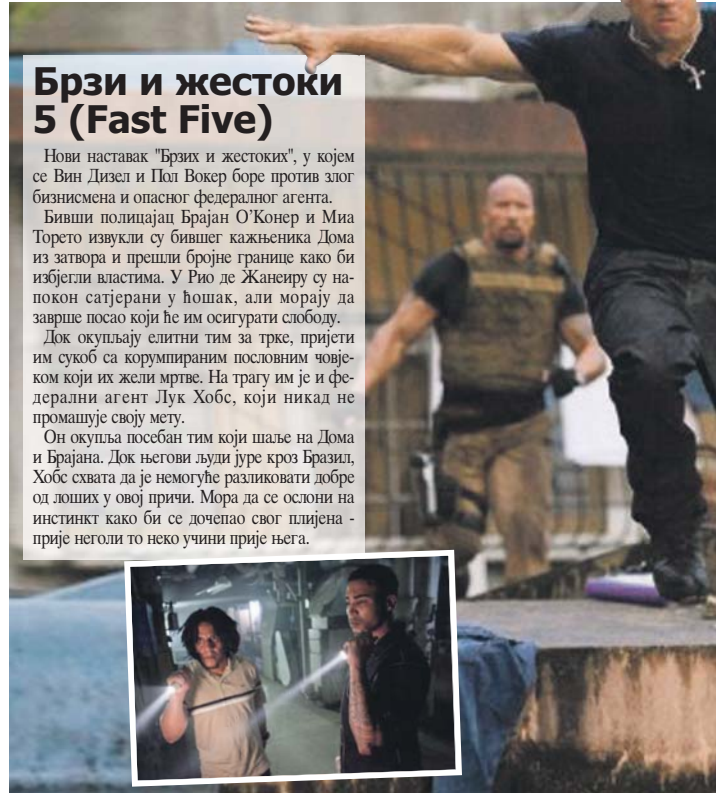 Брзи и жестоки
5 (Fast Five)
Нови наставак "Брзих и жестоких", у којем
се Вин Дизел и Пол Вокер боре против злог
бизнисмена и опасног федералног агента.
Бивши полицајац Брајан О’Конер и Миа
Торето извукли су бившег кажњеника Дома
из затвора и прешли бројне границе како би
избјегли властима. У Рио де Жанеиру су на-
покон сатјерани у ћошак, али морају да
заврше посао који ће им осигурати слободу.
Док окупљају елитни тим за трке, пријети
им сукоб са корумпираним пословним човје-
ком који их жели мртве. На трагу им је и фе-
дерални агент Лук Хобс, који никад не
промашује своју мету.
Он окупља посебан тим који шаље на Дома
и Брајана. Док његови људи јуре кроз Бразил,
Хобс схвата да је немогуће разликовати добре
од лоших у овој причи. Мора да се ослони на
инстинкт како би се дочепао свог плијена -
прије неголи то неко учини прије њега.